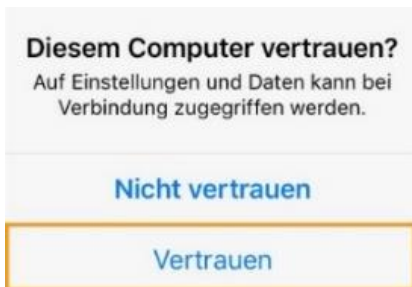 Diesem Computer vertrauen?
Auf Einstellungen und Daten kann bei
Verbindung zugegriffen werden.
Nicht vertrauen
Vertrauen